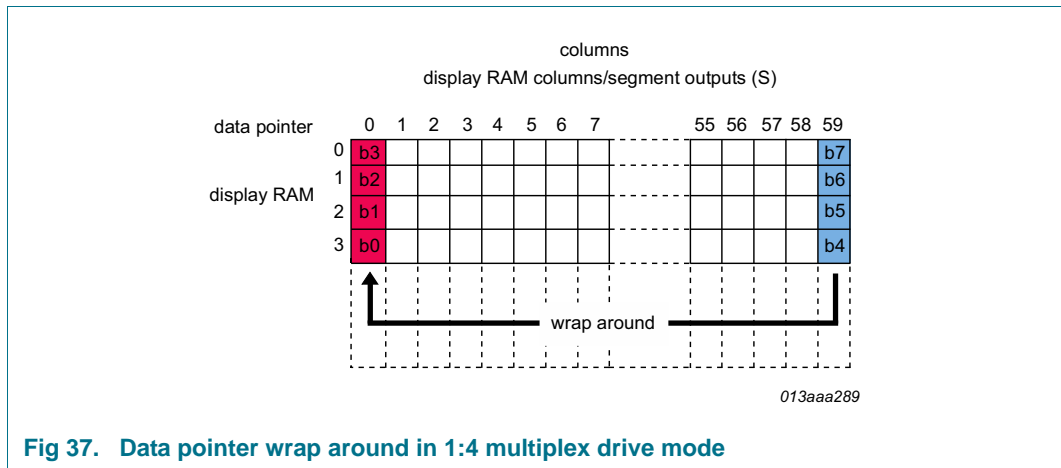 columns
display RAM columns/segment outputs (S)
data pointer 0 1 2 3 4 5 6 7 55 56 57 58 59
0 b3 b7
1 b2 b6
display RAM
2 b1 b5
3 b0 b4
wrap around
013aaa289
Fig 37. Data pointer wrap around in 1:4 multiplex drive mode